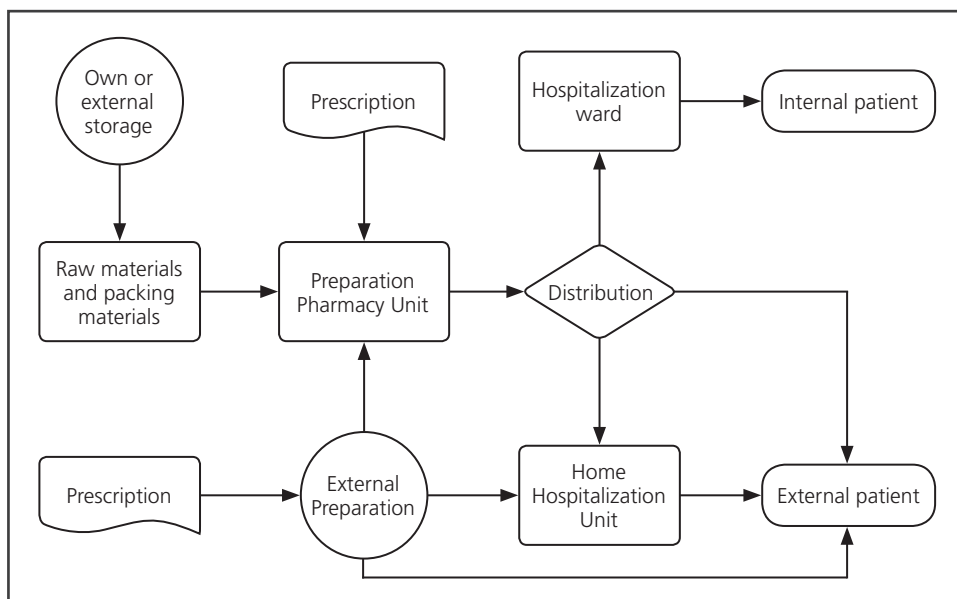 Own or
external
storage
Prescription
Hospitalization
ward
Internal patient
Raw materials
and packing
materials
Preparation
Pharmacy Unit
Distribution
Prescription
External
Preparation
Home
Hospitalization
Unit
External patient